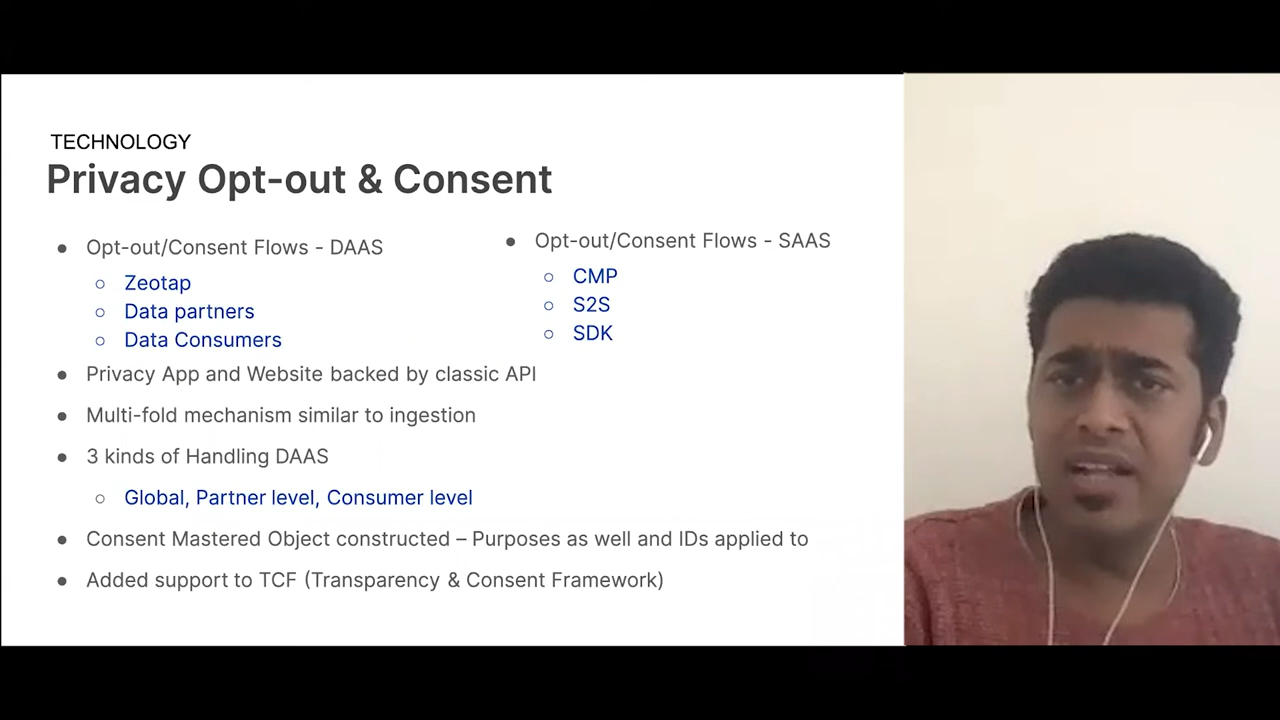 TECHNOLOGY
Privacy Opt-out & Consent
● Opt-out/Consent Flows - DAAS
○ Zeotap
○ Data partners
○ Data Consumers
● Opt-out/Consent Flows - SAAS
○ CMP
○ S2S
○ SDK
● Privacy App and Website backed by classic API
● Multi-fold mechanism similar to ingestion
● 3 kinds of Handling DAAS
○ Global, Partner level, Consumer level
● Consent Mastered Object constructed – Purposes as well and IDs applied to
● Added support to TCF (Transparency & Consent Framework)